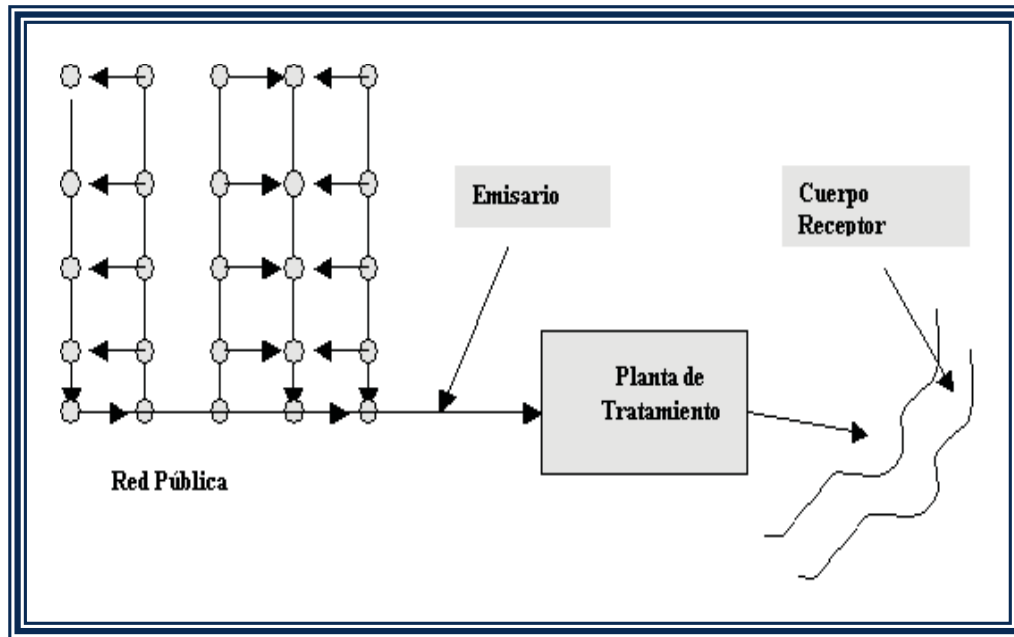 Emisario
Cuerpo
Receptor
Planta de
Tratamiento
Red Pública